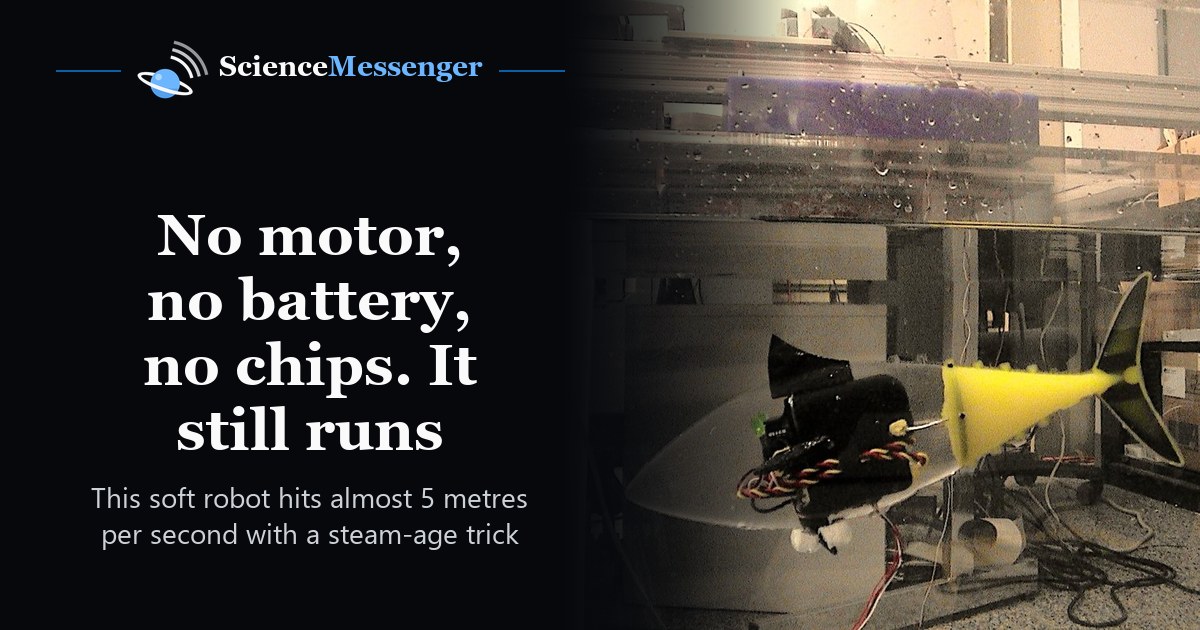 ScienceMessenger
No motor,
no battery,
no chips. It
still runs
This soft robot hits almost 5 metres
per second with a steam-age trick